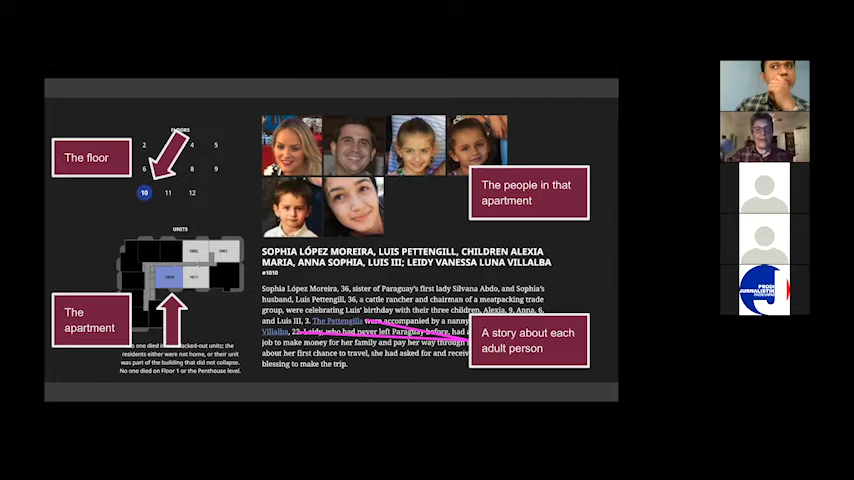 The floor
FLOORS
2 4 5
6 8 9
10 11 12
UNITS
1010 1011
The
apartment
No one died in blacked-out units; the
residents either were not home, or their unit
was part of the building that did not collapse.
No one died on Floor 1 or the Penthouse level.
The people in that
apartment
SOPHIA LÓPEZ MOREIRA, LUIS PETTENGILL, CHILDREN ALEXIA
MARIA, ANNA SOPHIA, LUIS III; LEIDY VANESSA LUNA VILLALBA
#1010
Sophia López Moreira, 36, sister of Paraguay's first lady Silvana Abdo, and Sophia's
husband, Luis Pettengill, 36, a cattle rancher and chairman of a meatpacking trade
group, were celebrating Luis' birthday with their three children, Alexia, 9, Anna, 6,
and Luis III, 3. The Pettengills were accompanied by a nanny
Villalba, 23. Leidy, who had never left Paraguay before, had a
job to make money for her family and pay her way through
about her first chance to travel, she had asked for and receiv
blessing to make the trip.
A story about each
adult person
PRODI
JURNALISTIK